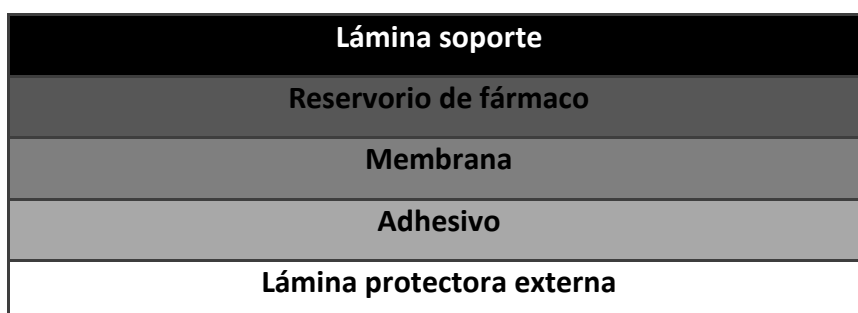 Lámina soporte
Reservorio de fármaco
Membrana
Adhesivo
Lámina protectora externa